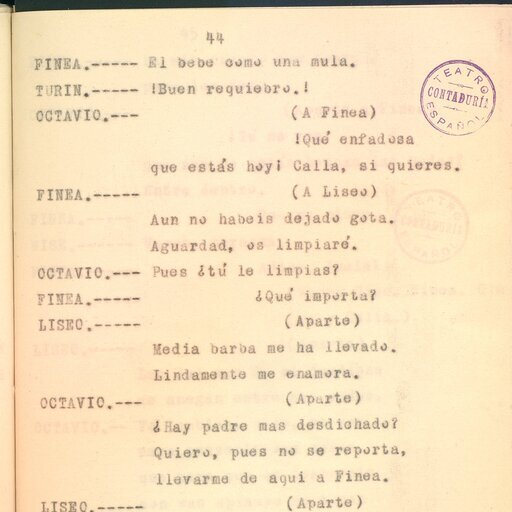 44
FINEA.----- El bebe como una mula.
TURIN.----- !Buen requiebro.!
OCTAVIO.--- (A Finea)
!Qué enfadosa
que estás hoy! Calla, si quieres.
FINEA.----- (A Liseo)
Aun no habeis dejado gota.
Aguardad, os limpiaré.
OCTAVIO.--- Pues ¿tú le limpias?
FINEA.----- ¿Qué importa?
LISEO.----- (Aparte)
Media barba me ha llevado.
Lindamente me enamora.
OCTAVIO.--- (Aparte)
¿Hay padre mas desdichado?
Quiero, pues no se reporta,
llevarme de aqui a Finea.
LISEO.----- (Aparte)
TEATRO
CONTADURÍA
ESPAÑOL